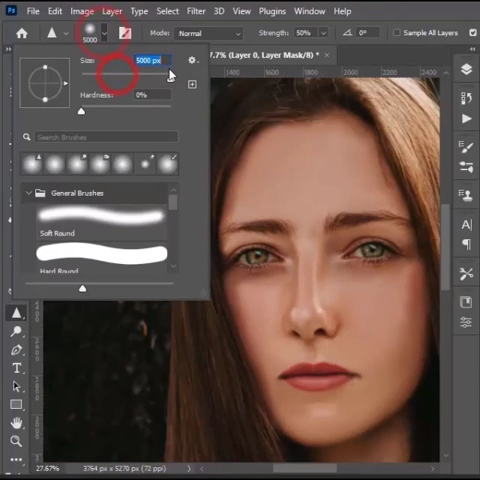 Ps File Edit Image Layer Type Select Filter 3D View Plugins Window Help
5000 Mode: Normal Strength: 50% 0° Sample All Layers
Size: 5000 px
7.7% (Layer 0, Layer Mask/8) *
1400 1600 1800 2000 2200 2400
Hardness: 0%
Search Brushes
General Brushes
Soft Round
Hard Round
27.67% 3764 px x 5270 px (72 ppi)